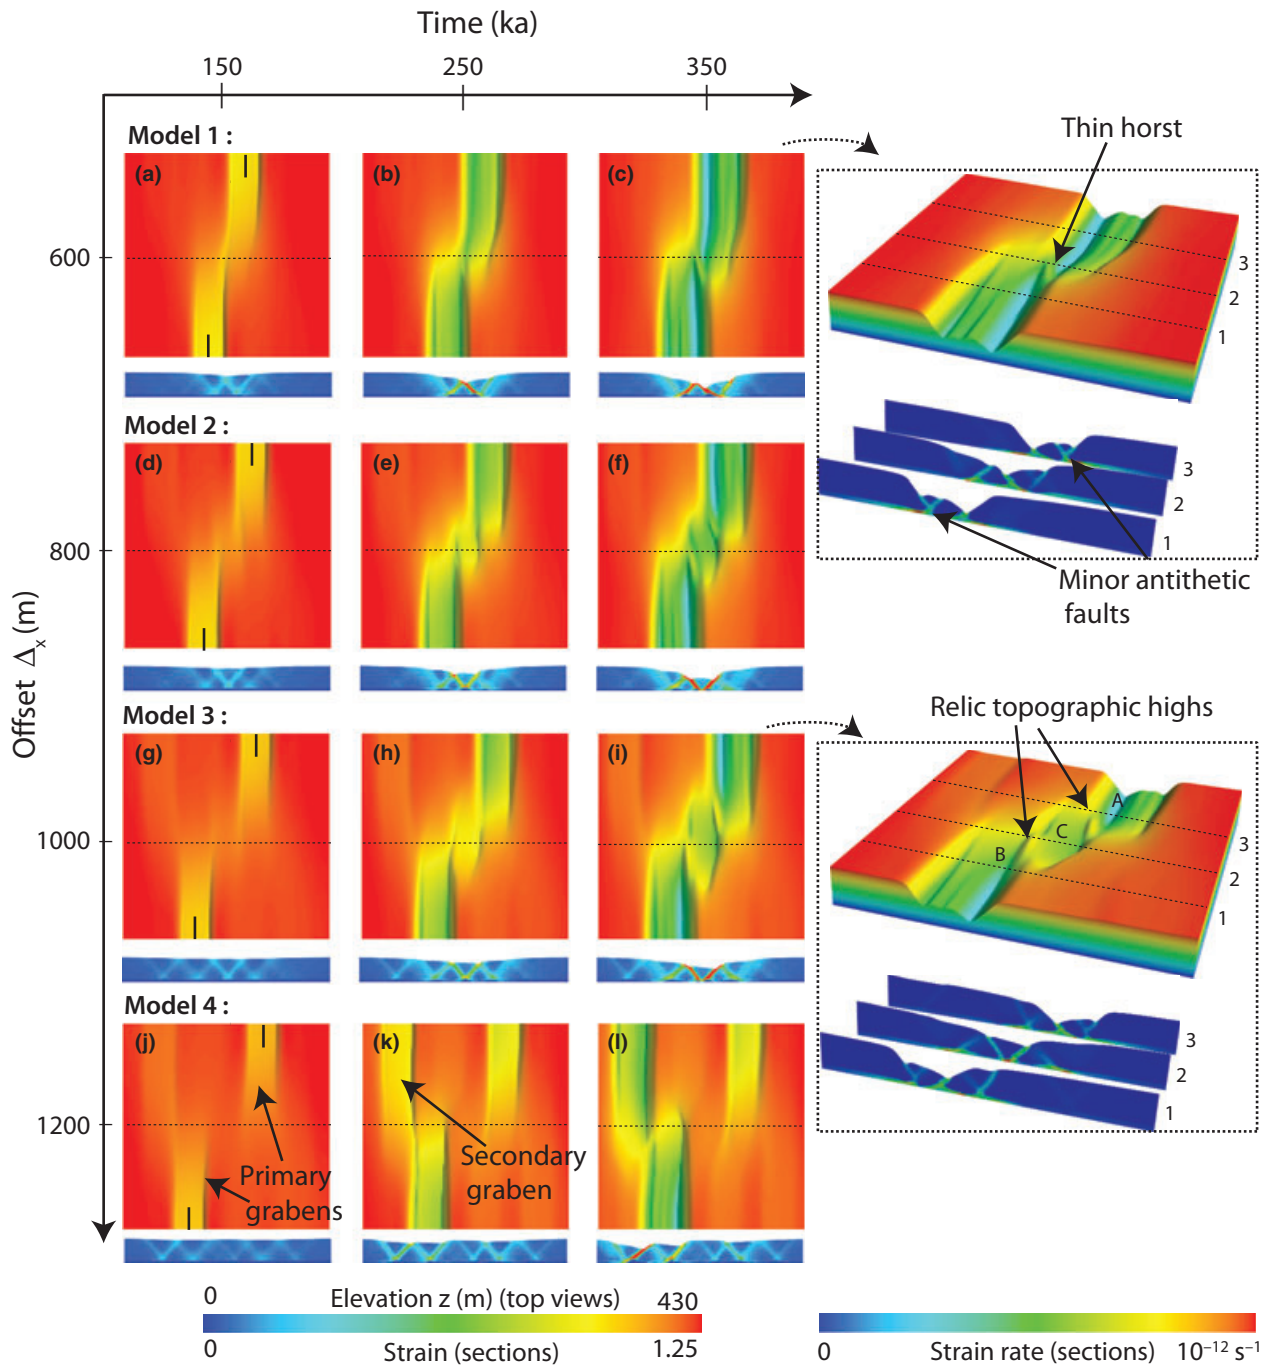 Time (ka)
150
250
350
Offset Δx (m)
600
800
1000
1200
Model 1 :
(a)
(b)
(c)
Model 2 :
(d)
(e)
(f)
Model 3 :
(g)
(h)
(i)
Model 4 :
(j)
(k)
(l)
Primary
grabens
Secondary
graben
Thin horst
3
2
1
3
2
1
Minor antithetic
faults
Relic topographic highs
A
C
B
3
2
1
3
2
1
0
Elevation z (m) (top views)
430
0
Strain (sections)
1.25
0
Strain rate (sections)
10⁻¹² s⁻¹